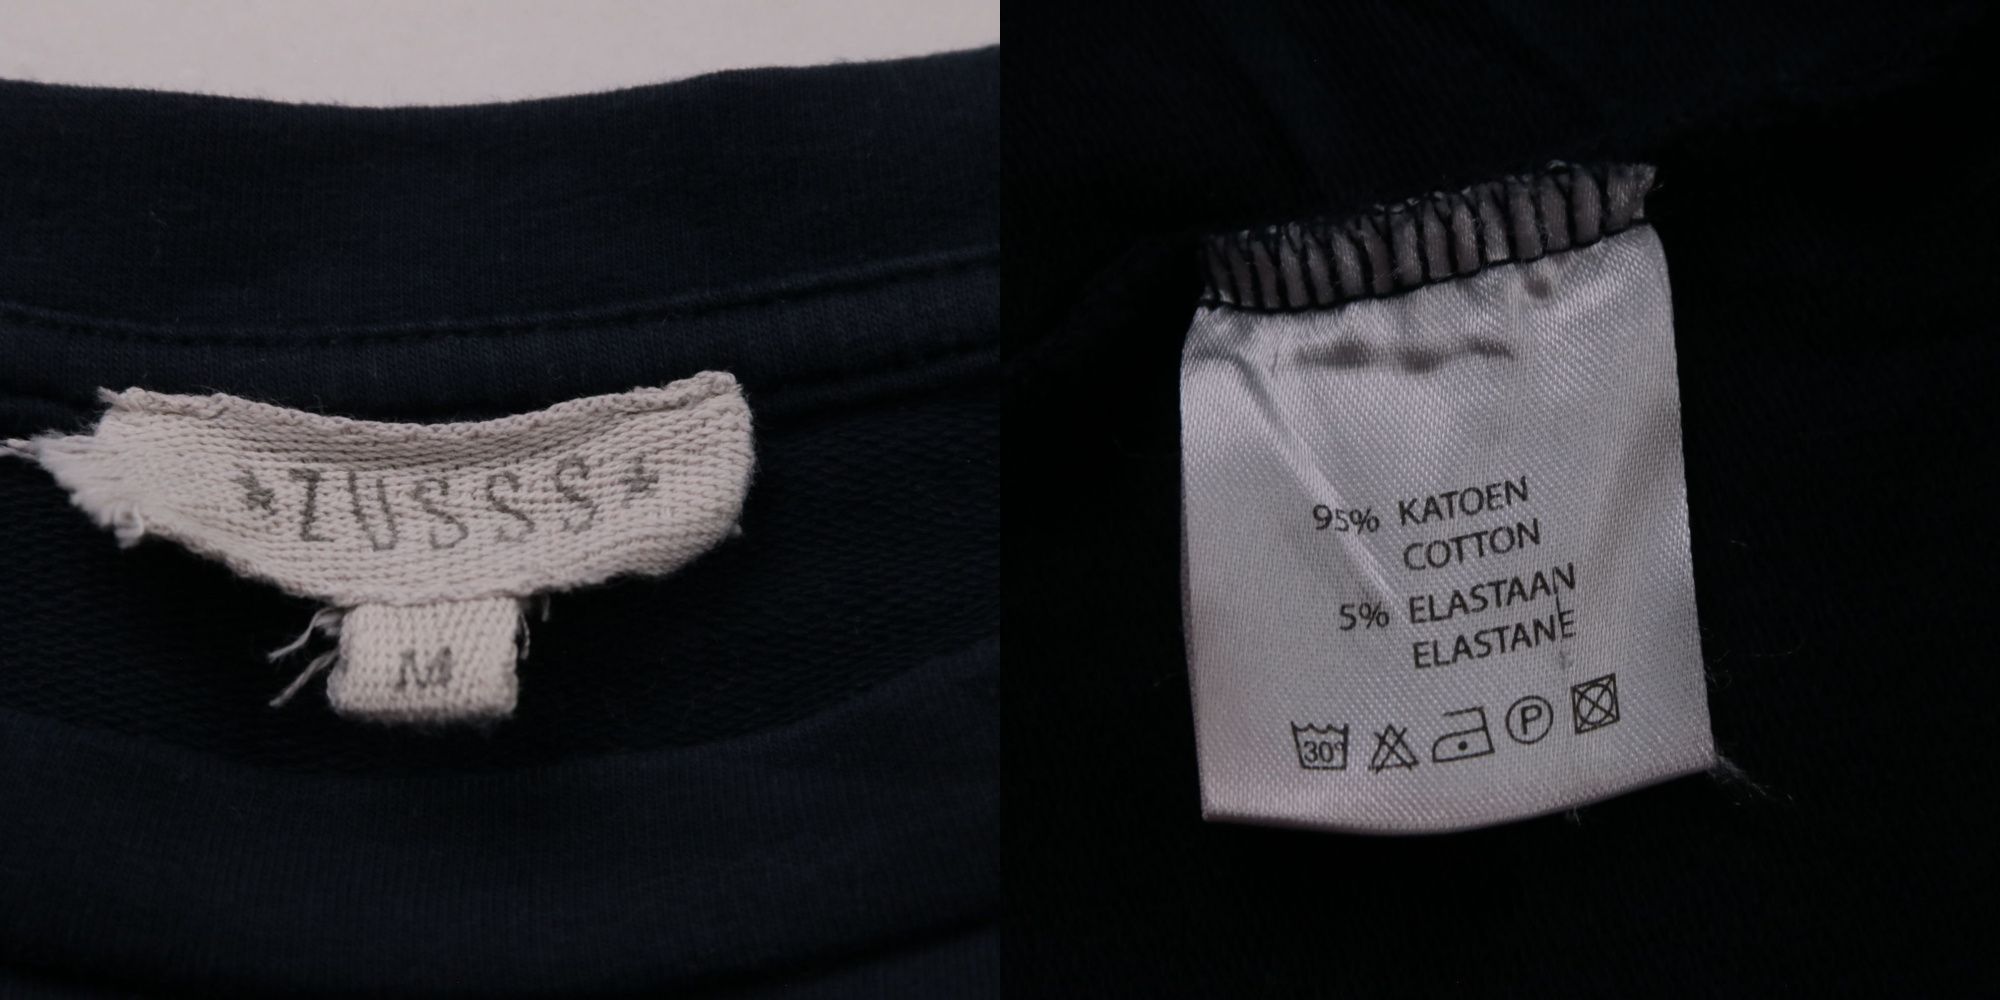 ZUSSS
M
95% KATOEN
COTTON
5% ELASTAAN
ELASTANE
30°
P